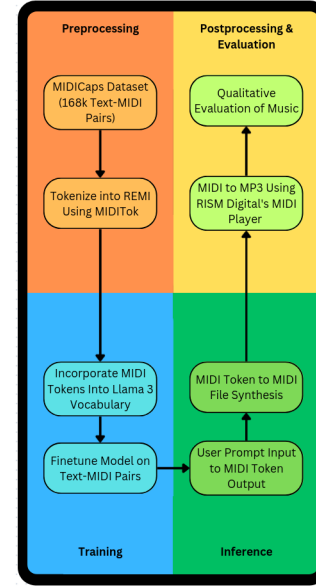 Preprocessing
MIDICaps Dataset
(168k Text-MIDI
Pairs)
Tokenize into REMI
Using MIDITok
Incorporate MIDI
Tokens Into Llama 3
Vocabulary
Finetune Model on
Text-MIDI Pairs
Training
Postprocessing &
Evaluation
Qualitative
Evaluation of Music
MIDI to MP3 Using
RISM Digital's MIDI
Player
MIDI Token to MIDI
File Synthesis
User Prompt Input
to MIDI Token
Output
Inference